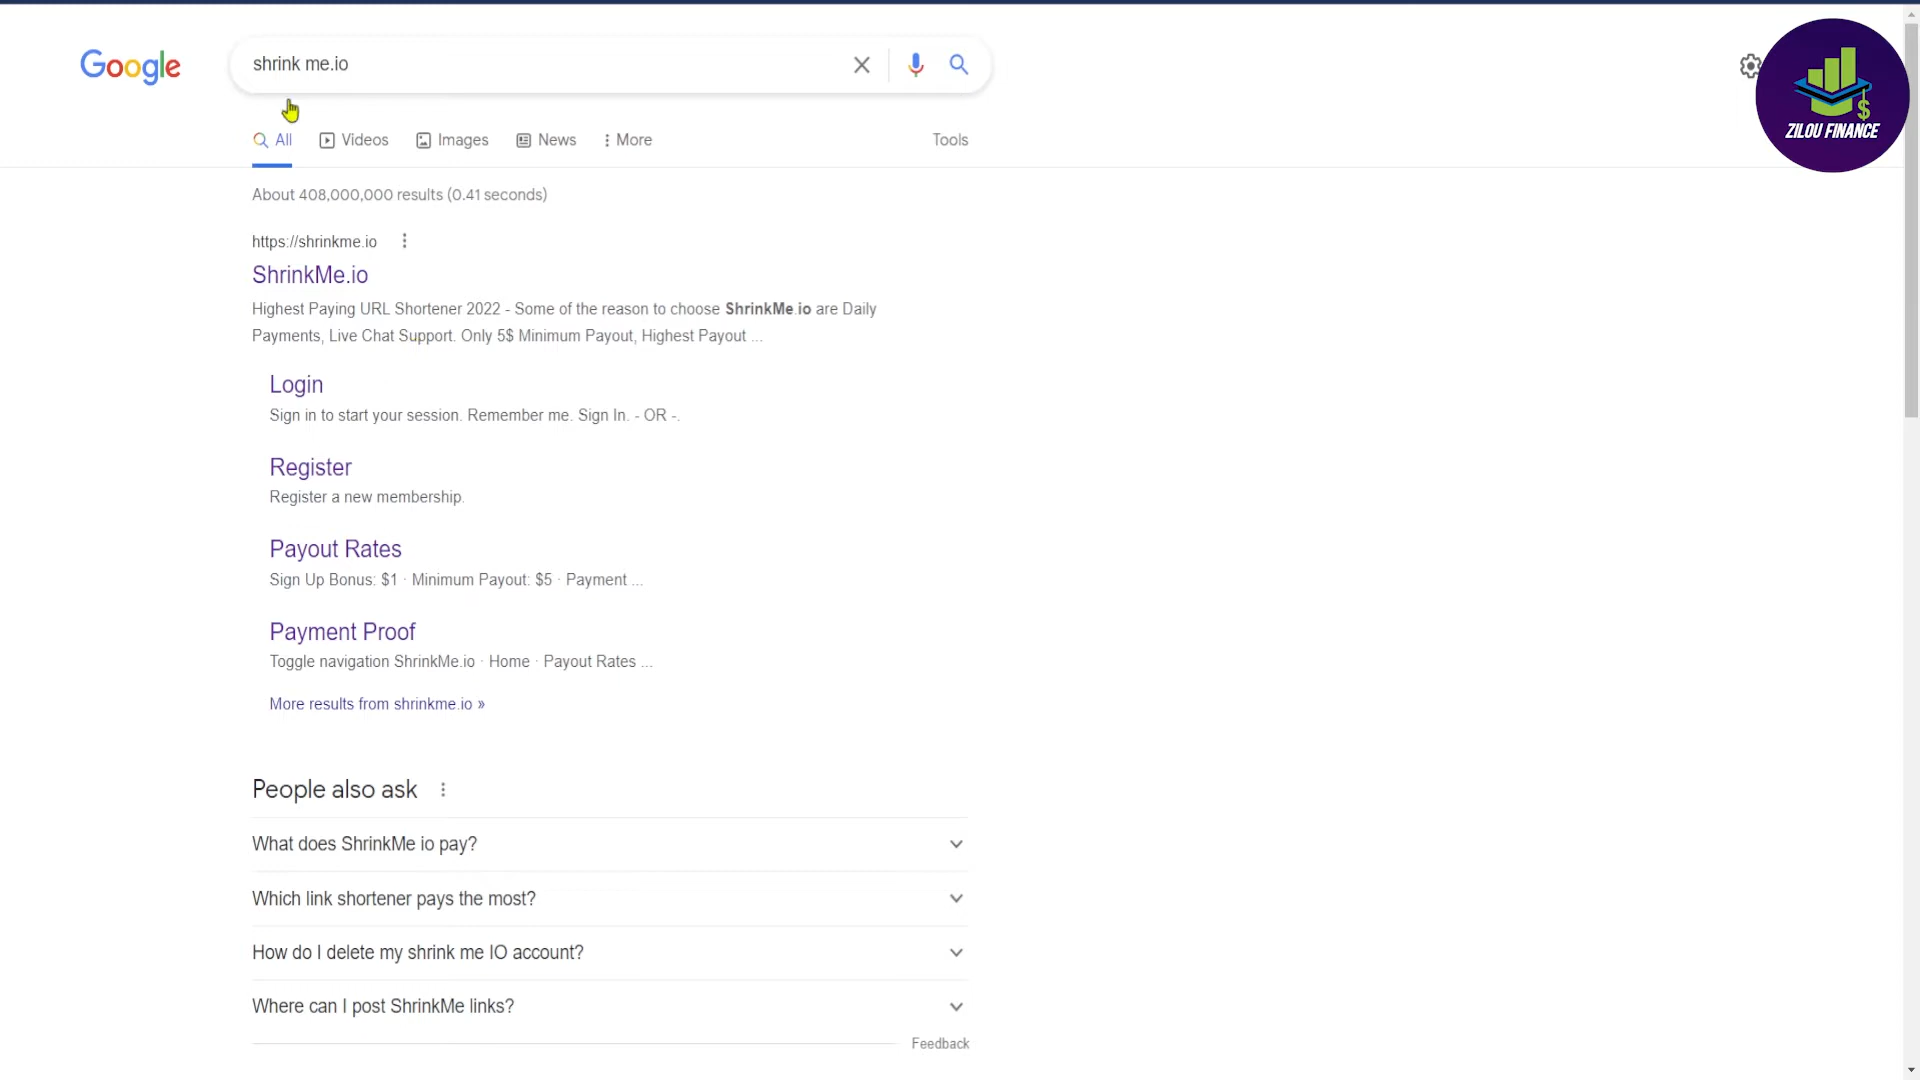 Google
shrink me.io
ZILOU FINANCE
All
Videos
Images
News
More
Tools
About 408,000,000 results (0.41 seconds)
https://shrinkme.io
ShrinkMe.io
Highest Paying URL Shortener 2022 - Some of the reason to choose ShrinkMe.io are Daily
Payments, Live Chat Support. Only 5$ Minimum Payout, Highest Payout ...
Login
Sign in to start your session. Remember me. Sign In. - OR -.
Register
Register a new membership.
Payout Rates
Sign Up Bonus: $1 · Minimum Payout: $5 · Payment ...
Payment Proof
Toggle navigation ShrinkMe.io · Home · Payout Rates ...
More results from shrinkme.io »
People also ask
What does ShrinkMe io pay?
Which link shortener pays the most?
How do I delete my shrink me IO account?
Where can I post ShrinkMe links?
Feedback